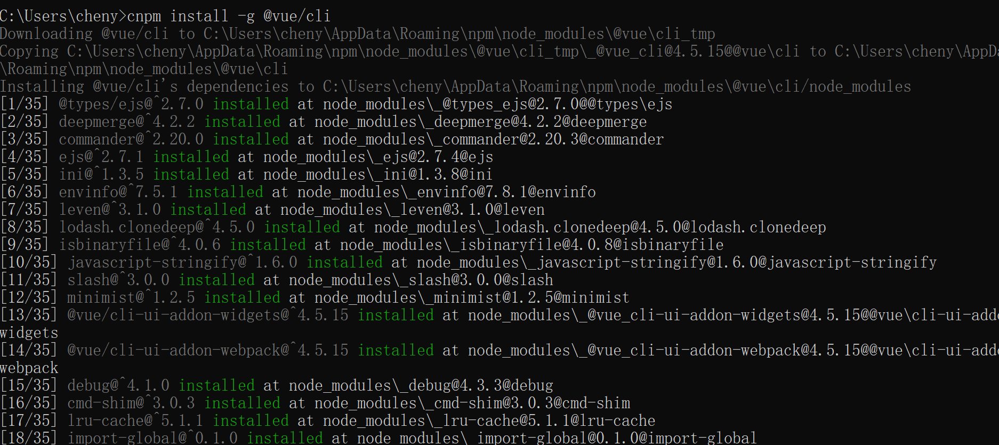 C:\Users\cheny>cnpm install -g @vue/cli
Downloading @vue/cli to C:\Users\cheny\AppData\Roaming\npm\node_modules\@vue\cli_tmp
Copying C:\Users\cheny\AppData\Roaming\npm\node_modules\@vue\cli_tmp\_@vue_cli@4.5.15@@vue\cli to C:\Users\cheny\AppDa
\Roaming\npm\node_modules\@vue\cli
Installing @vue/cli's dependencies to C:\Users\cheny\AppData\Roaming\npm\node_modules\@vue\cli/node_modules
[1/35] @types/ejs@^2.7.0 installed at node_modules\_@types_ejs@2.7.0@@types\ejs
[2/35] deepmerge@^4.2.2 installed at node_modules\_deepmerge@4.2.2@deepmerge
[3/35] commander@^2.20.0 installed at node_modules\_commander@2.20.3@commander
[4/35] ejs@^2.7.1 installed at node_modules\_ejs@2.7.4@ejs
[5/35] ini@^1.3.5 installed at node_modules\_ini@1.3.8@ini
[6/35] envinfo@^7.5.1 installed at node_modules\_envinfo@7.8.1@envinfo
[7/35] leven@^3.1.0 installed at node_modules\_leven@3.1.0@leven
[8/35] lodash.clonedeep@^4.5.0 installed at node_modules\_lodash.clonedeep@4.5.0@lodash.clonedeep
[9/35] isbinaryfile@^4.0.6 installed at node_modules\_isbinaryfile@4.0.8@isbinaryfile
[10/35] javascript-stringify@^1.6.0 installed at node_modules\_javascript-stringify@1.6.0@javascript-stringify
[11/35] slash@^3.0.0 installed at node_modules\_slash@3.0.0@slash
[12/35] minimist@^1.2.5 installed at node_modules\_minimist@1.2.5@minimist
[13/35] @vue/cli-ui-addon-widgets@^4.5.15 installed at node_modules\_@vue_cli-ui-addon-widgets@4.5.15@@vue\cli-ui-addo
widgets
[14/35] @vue/cli-ui-addon-webpack@^4.5.15 installed at node_modules\_@vue_cli-ui-addon-webpack@4.5.15@@vue\cli-ui-addo
webpack
[15/35] debug@^4.1.0 installed at node_modules\_debug@4.3.3@debug
[16/35] cmd-shim@^3.0.3 installed at node_modules\_cmd-shim@3.0.3@cmd-shim
[17/35] lru-cache@^5.1.1 installed at node_modules\_lru-cache@5.1.1@lru-cache
[18/35] import-global@^0.1.0 installed at node_modules\_import-global@0.1.0@import-global